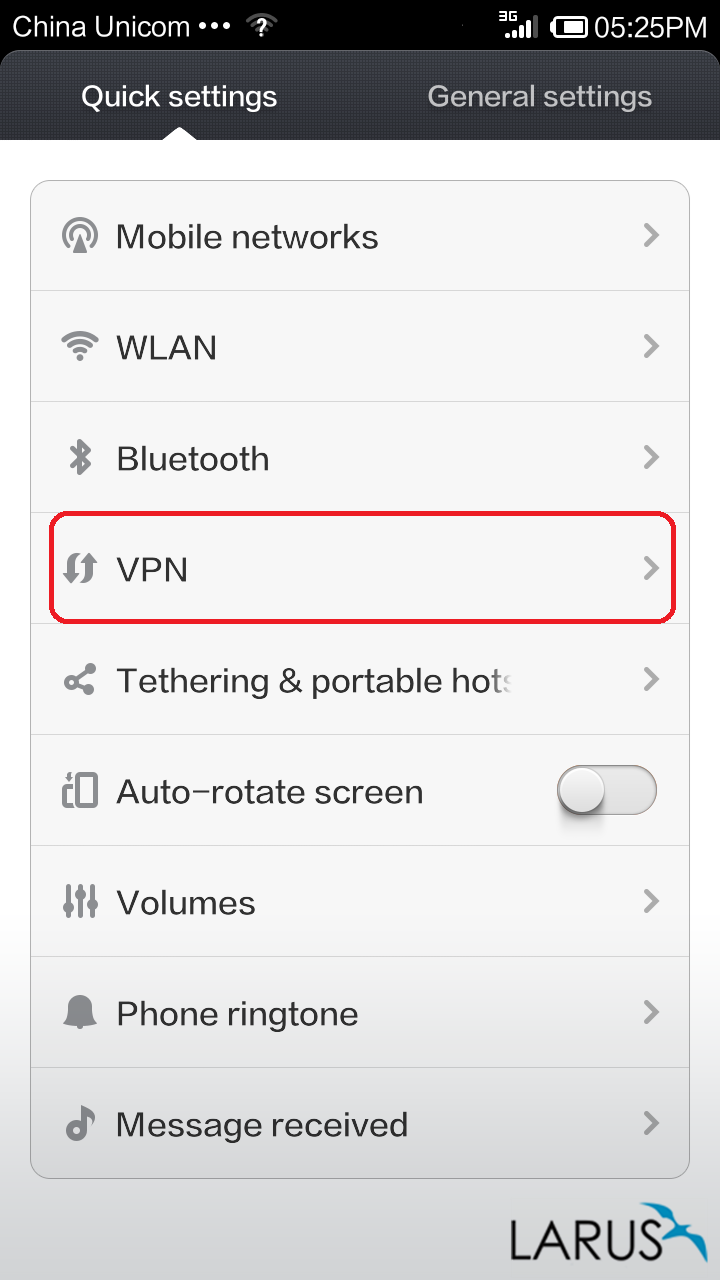 China Unicom ••• 3G 05:25PM
Quick settings General settings
Mobile networks
WLAN
Bluetooth
VPN
Tethering & portable hots
Auto-rotate screen
Volumes
Phone ringtone
Message received
LARUS